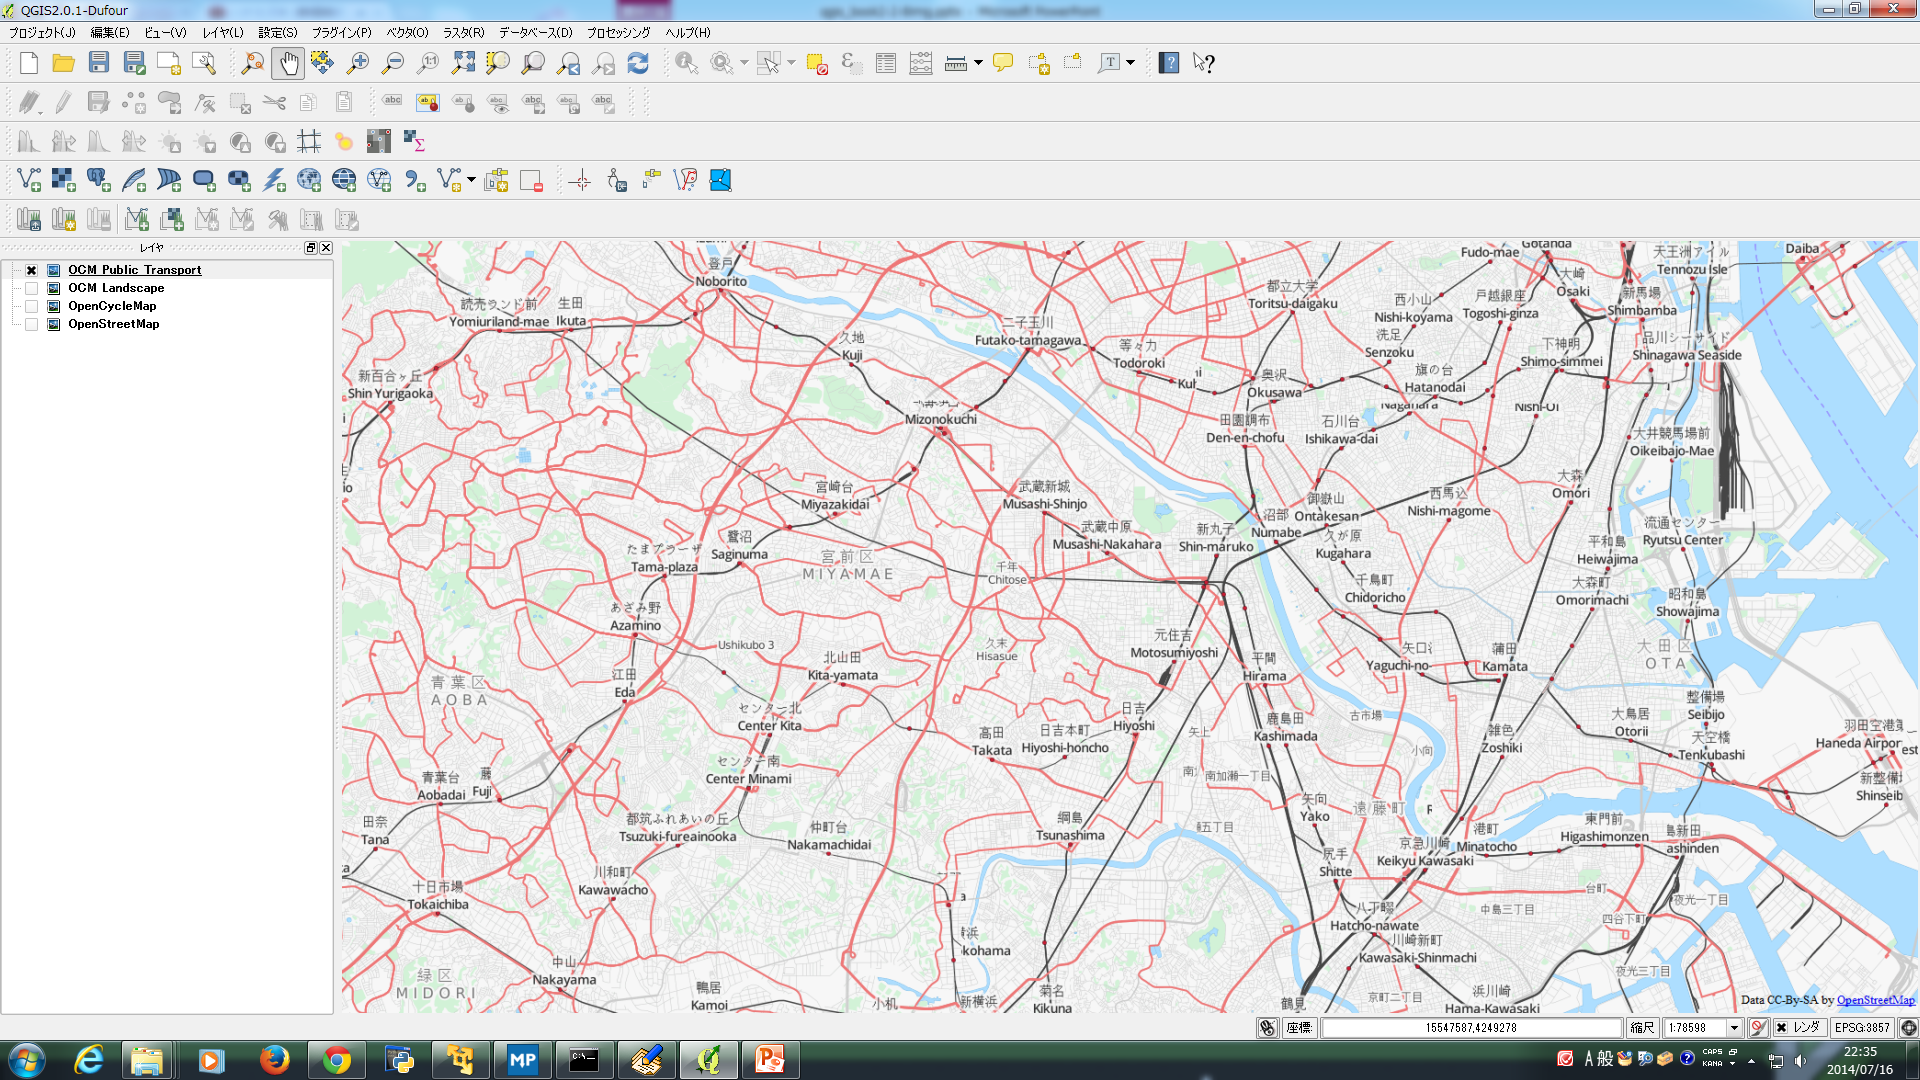 QGIS2.0.1-Dufour
プロジェクト(J) 編集(E) ビュー(V) レイヤ(L) 設定(S) プラグイン(P) ベクタ(O) ラスタ(R) データベース(D) プロセッシング ヘルプ(H)
レイヤ
OCM Public Transport
OCM Landscape
OpenCycleMap
OpenStreetMap
登戸
Noborito
読売ランド前
Yomiuriland-mae
生田
Ikuta
新百合ヶ丘
Shin Yurigaoka
久地
Kuji
二子玉川
Futako-tamagawa
Mizonokuchi
等々力
Todoroki
都立大学
Toritsu-daigaku
西小山
Nishi-koyama
洗足
Senzoku
戸越銀座
Togoshi-ginza
Fudo-mae
Gotanda
大崎
Osaki
新馬場
Shimbamba
天王洲アイル
Tennozu Isle
Daiba
品川シーサイド
Shinagawa Seaside
下神明
Shimo-simmei
旗の台
Hatanodai
奥沢
Okusawa
田園調布
Den-en-chofu
石川台
Ishikawa-dai
大井競馬場前
Oikeibajo-Mae
大森
Omori
西馬込
Nishi-magome
御嶽山
Ontakesan
沼部
Numabe
久が原
Kugahara
新丸子
Shin-maruko
武蔵新城
Musashi-Shinjo
武蔵中原
Musashi-Nakahara
宮崎台
Miyazakidai
鷺沼
Saginuma
たまプラーザ
Tama-plaza
宮前区
MIYAMAE
千年
Chitose
流通センター
Ryutsu Center
平和島
Heiwajima
大森町
Omorimachi
昭和島
Showajima
千鳥町
Chidoricho
あざみ野
Azamino
Ushikubo 3
久末
Hisasue
元住吉
Motosumiyoshi
平間
Hirama
Yaguchi-no-
蒲田
Kamata
大田区
OTA
北山田
Kita-yamata
江田
Eda
青葉区
AOBA
センター北
Center Kita
センター南
Center Minami
高田
Takata
日吉本町
Hiyoshi-honcho
日吉
Hiyoshi
矢上
鹿島田
Kashimada
古市場
小向
雑色
Zoshiki
大鳥居
Otorii
整備場
Seibijo
天空橋
Tenkubashi
Haneda Airpor
Shinseib
青葉台
Aobadai
藤
Fuji
田奈
Tana
都筑ふれあいの丘
Tsuzuki-fureainooka
仲町台
Nakamachidai
綱島
Tsunashima
南加瀬一丁目
矢向
Yako
遠藤町
港町
Minatocho
京急川崎
Keikyu Kawasaki
東門前
Higashimonzen
島新田
ashinden
尻手
Shitte
川和町
Kawawacho
十日市場
Tokaichiba
八丁畷
Hatcho-nawate
川崎新町
Kawasaki-Shinmachi
中島三丁目
台町
四谷下町
夜光一丁目
夜光三丁目
京町二丁目
浜川崎
Hama-Kawasaki
中山
Nakayama
緑区
MIDORI
鴨居
Kamoi
小机
新横浜
kohama
菊名
Kikuna
鶴見
Data CC-By-SA by OpenStreetMap
座標: 15547587,4249278 縮尺 1:78598 レンダ EPSG:3857
A 般 CAPS KANA
22:35
2014/07/16